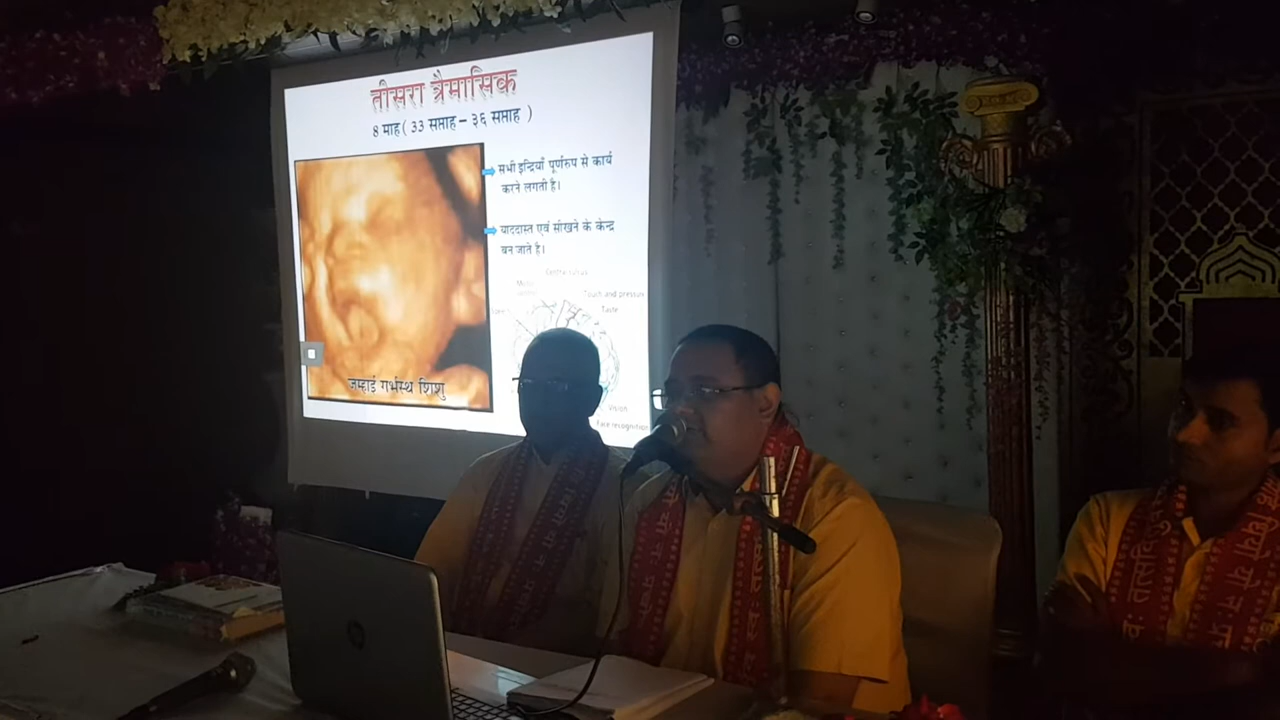 तीसरा त्रैमासिक
8 माह ( 33 सप्ताह – ३६ सप्ताह )
सभी इन्द्रियाँ पूर्णरुप से कार्य
करने लगती है।
याददास्त एवं सीखने के केन्द्र
बन जाते है।
Touch and pressure
Taste
Vision
Face recognition
जम्हाई गर्भस्थ शिशु